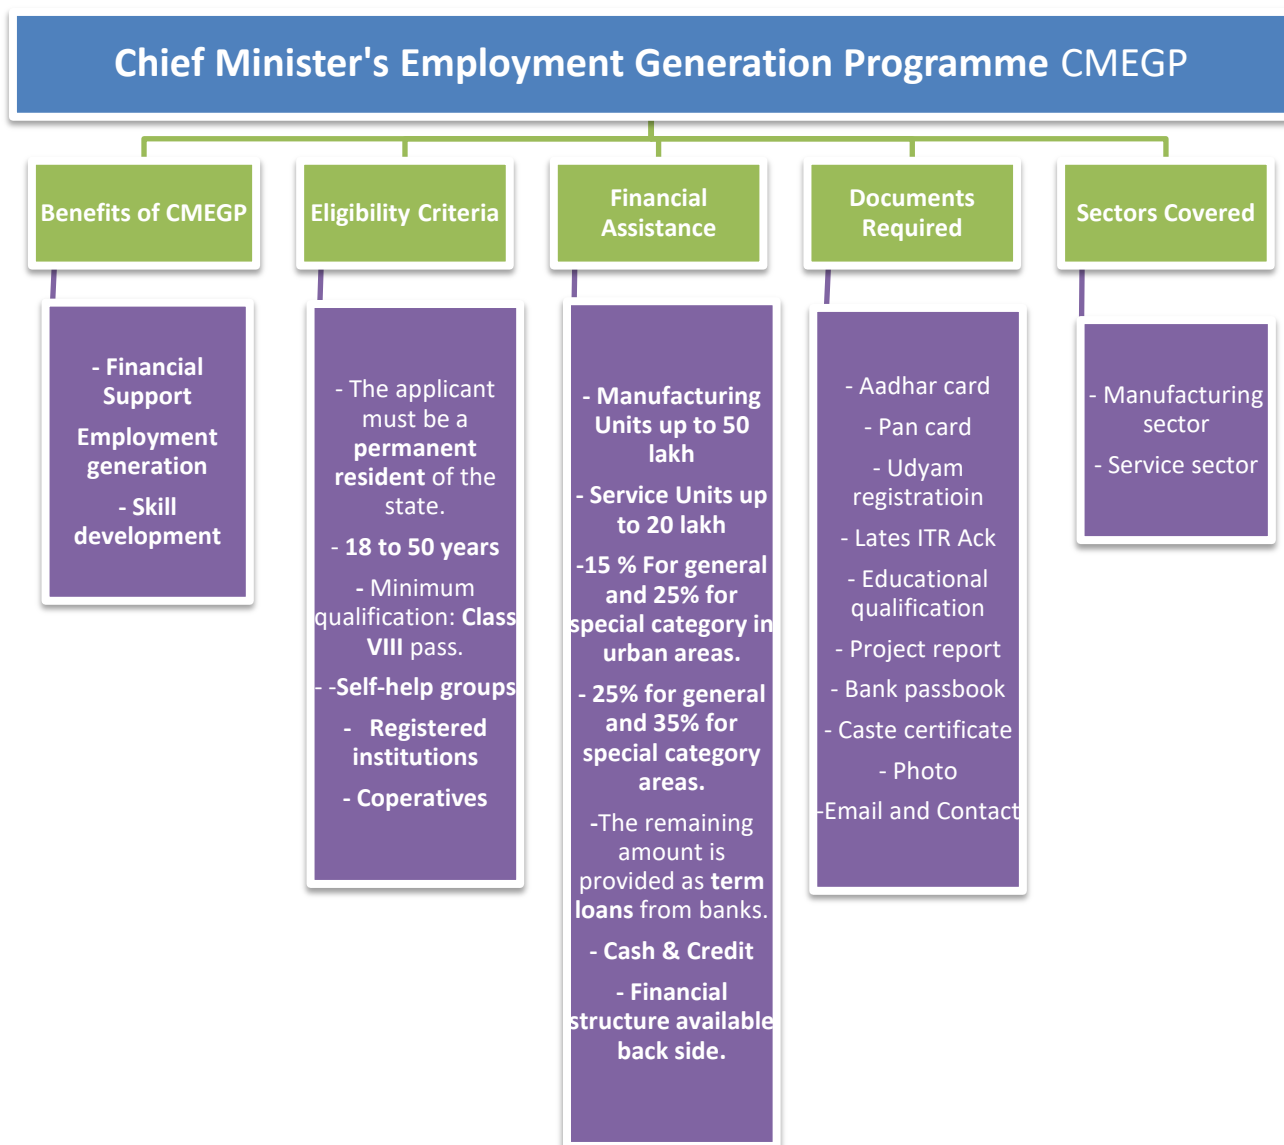 Chief Minister's Employment Generation Programme CMEGP
Benefits of CMEGP
- Financial
Support
Employment
generation
- Skill
development
Eligibility Criteria
- The applicant
must be a
permanent
resident of the
state.
- 18 to 50 years
- Minimum
qualification: Class
VIII pass.
- -Self-help groups
- Registered
institutions
- Coperatives
Financial
Assistance
- Manufacturing
Units up to 50
lakh
- Service Units up
to 20 lakh
-15 % For general
and 25% for
special category in
urban areas.
- 25% for general
and 35% for
special category
areas.
-The remaining
amount is
provided as term
loans from banks.
- Cash & Credit
- Financial
structure available
back side.
Documents
Required
- Aadhar card
- Pan card
- Udyam
registratioin
- Lates ITR Ack
- Educational
qualification
- Project report
- Bank passbook
- Caste certificate
- Photo
-Email and Contact
Sectors Covered
- Manufacturing
sector
- Service sector